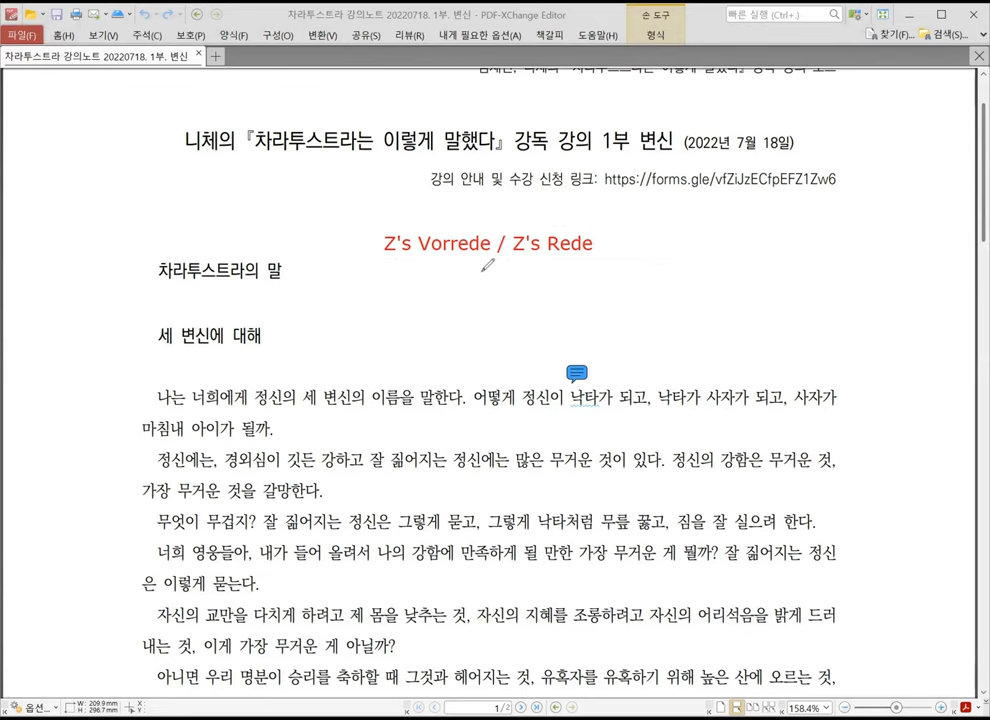 차라투스트라 강의노트 20220718. 1부. 변신 - PDF-XChange Editor
손 도구
빠른 실행 (Ctrl+.)
파일(F) 홈(H) 보기(V) 주석(C) 보호(P) 양식(F) 구성(O) 변환(V) 공유(S) 리뷰(R) 내게 필요한 옵션(A) 책갈피 도움말(H) 형식 찾기(F)... 검색(S)...
차라투스트라 강의노트 20220718. 1부. 변신
니체의 『차라투스트라는 이렇게 말했다』 강독 강의 1부 변신 (2022년 7월 18일)
강의 안내 및 수강 신청 링크: https://forms.gle/vfZiJzECfpEFZ1Zw6
Z's Vorrede / Z's Rede
차라투스트라의 말
세 변신에 대해
나는 너희에게 정신의 세 변신의 이름을 말한다. 어떻게 정신이 낙타가 되고, 낙타가 사자가 되고, 사자가
마침내 아이가 될까.
정신에는, 경외심이 깃든 강하고 잘 짊어지는 정신에는 많은 무거운 것이 있다. 정신의 강함은 무거운 것,
가장 무거운 것을 갈망한다.
무엇이 무겁지? 잘 짊어지는 정신은 그렇게 묻고, 그렇게 낙타처럼 무릎 꿇고, 짐을 잘 실으려 한다.
너희 영웅들아, 내가 들어 올려서 나의 강함에 만족하게 될 만한 가장 무거운 게 뭘까? 잘 짊어지는 정신
은 이렇게 묻는다.
자신의 교만을 다치게 하려고 제 몸을 낮추는 것, 자신의 지혜를 조롱하려고 자신의 어리석음을 밝게 드러
내는 것, 이게 가장 무거운 게 아닐까?
아니면 우리 명분이 승리를 축하할 때 그것과 헤어지는 것, 유혹자를 유혹하기 위해 높은 산에 오르는 것,
옵션... W: 209.9mm X:
H: 296.7mm Y:
1/2
158.4%